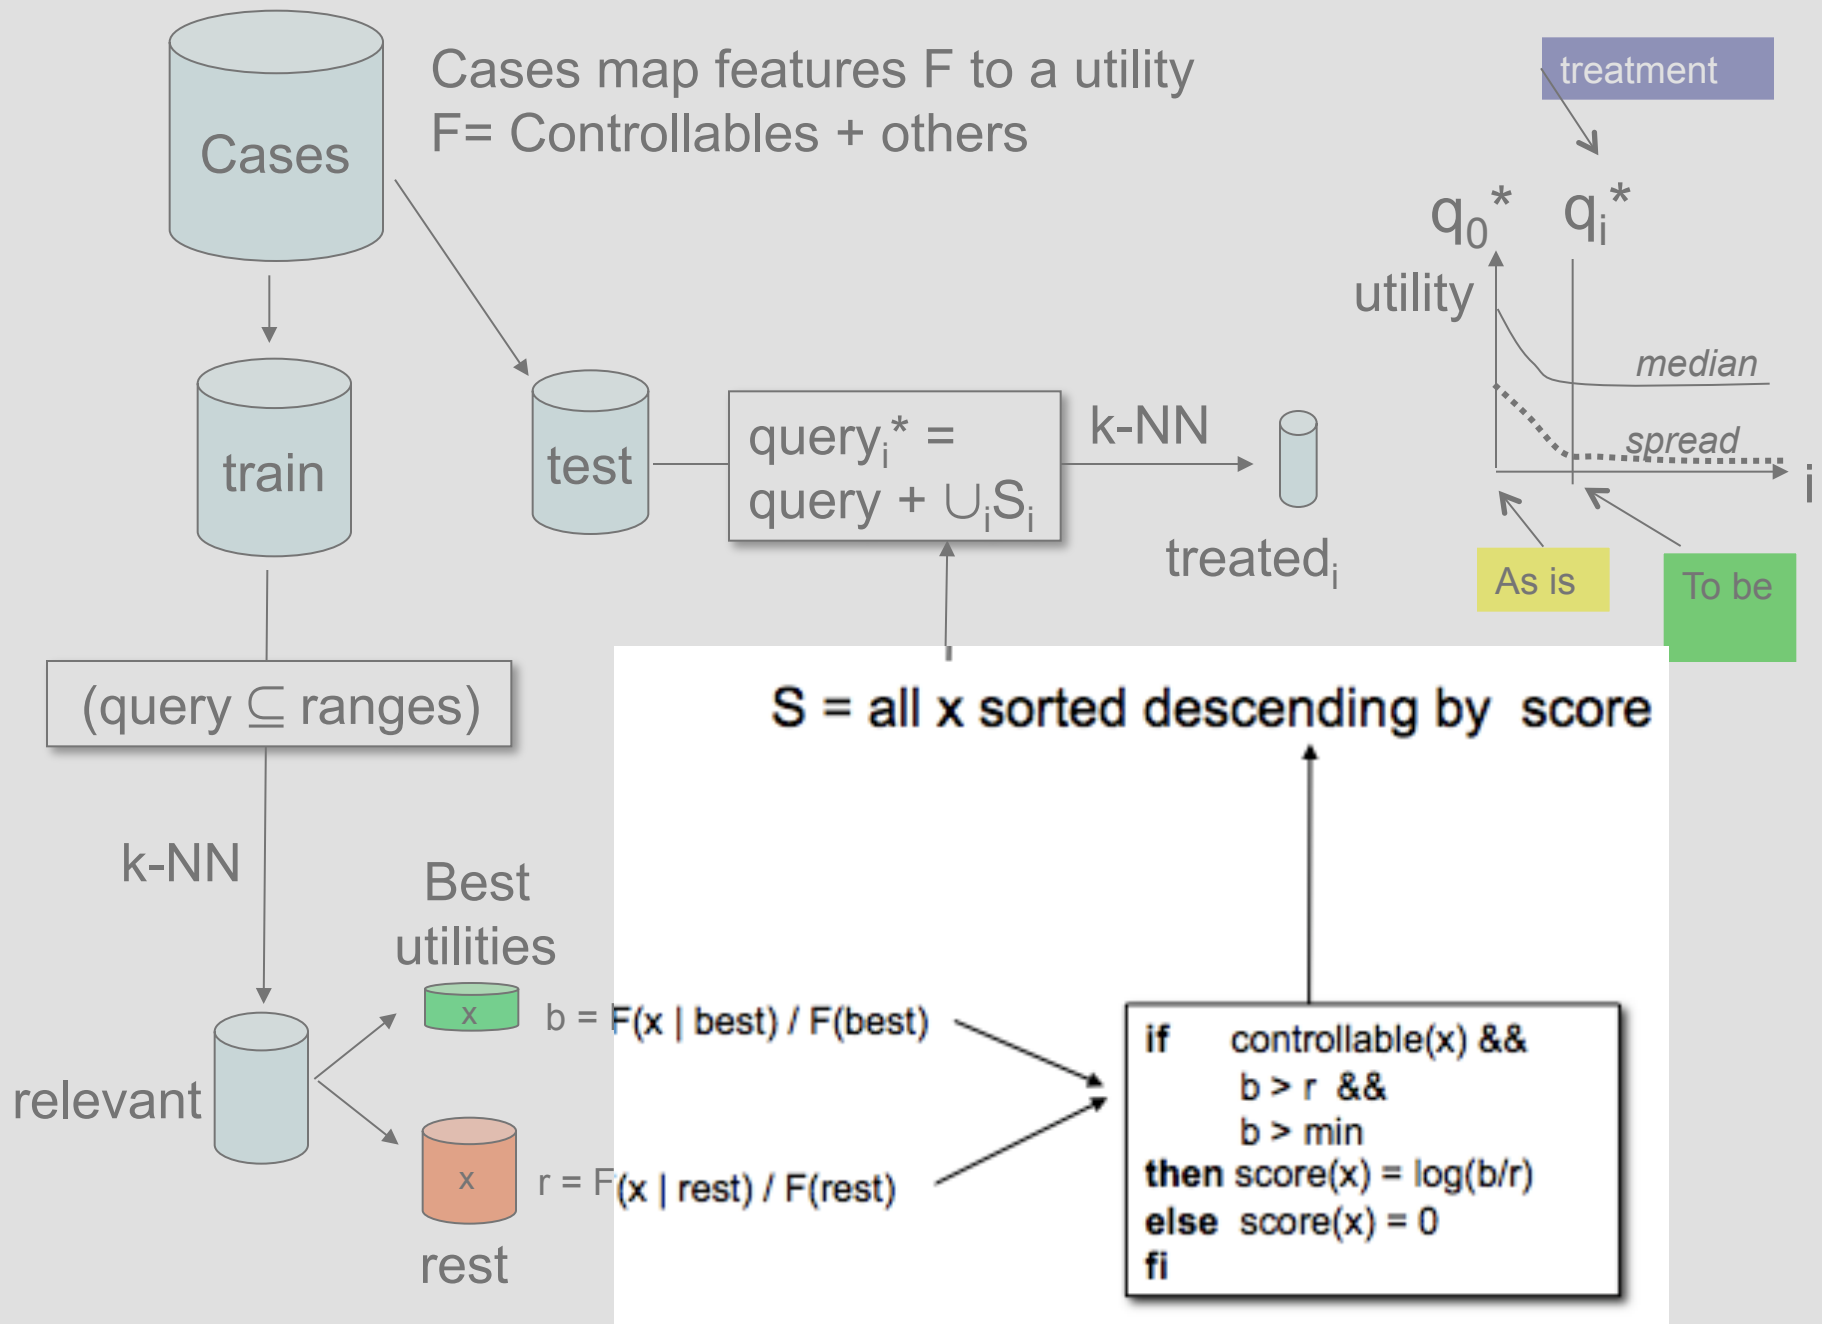 Cases map features F to a utility
F= Controllables + others
Cases
treatment
q₀* qᵢ*
utility
median
spread
i
As is
To be
train
test
queryᵢ* =
query + ∪ᵢSᵢ
k-NN
treatedᵢ
(query ⊆ ranges)
S = all x sorted descending by score
k-NN
Best
utilities
x
b = F(x | best) / F(best)
relevant
x
r = F(x | rest) / F(rest)
rest
if controllable(x) &&
b > r &&
b > min
then score(x) = log(b/r)
else score(x) = 0
fi